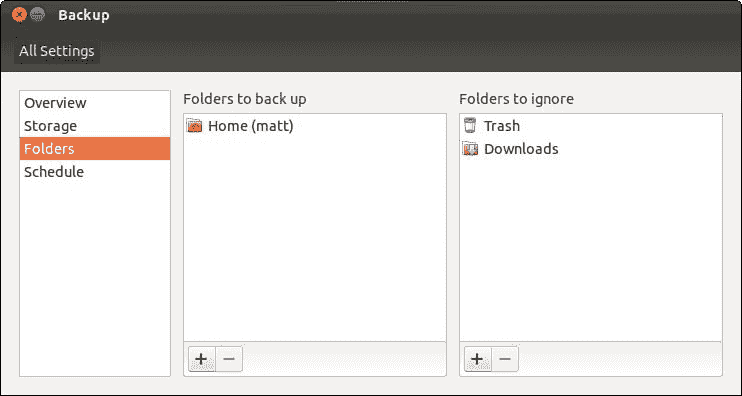 Backup
All Settings
Overview
Storage
Folders
Schedule
Folders to back up
Home (matt)
Folders to ignore
Trash
Downloads